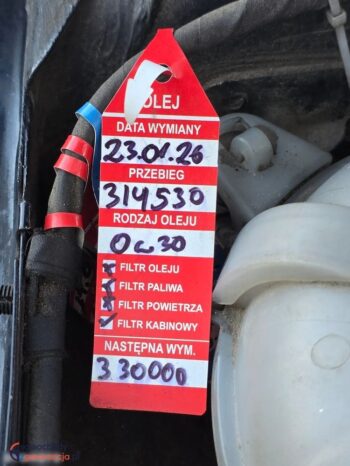 OLEJ
DATA WYMIANY
23.01.26
PRZEBIEG
314530
RODZAJ OLEJU
0w30
FILTR OLEJU
FILTR PALIWA
FILTR POWIETRZA
FILTR KABINOWY
NASTĘPNA WYM.
330000